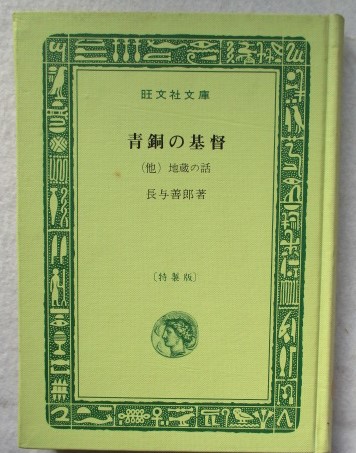 旺文社文庫
青銅の基督
(他) 地蔵の話
長与善郎著
〔特製版〕